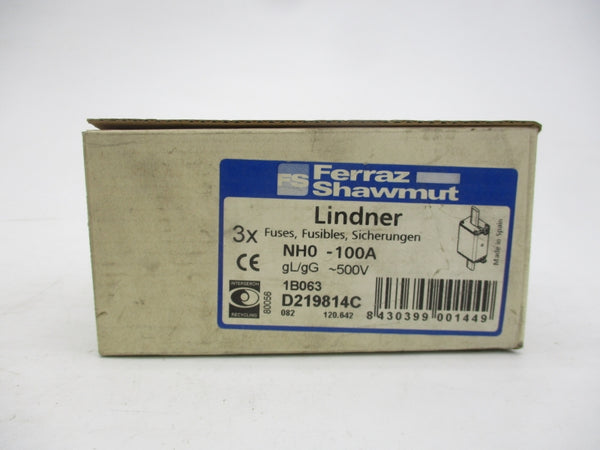 FS Ferraz Shawmut
Lindner
3x Fuses, Fusibles, Sicherungen
NH0 -100A
CE gL/gG ~500V
Made in Spain
INTERSEROH
RECYCLING
80056
1B063
D219814C
082 120.642
8 430399 001449